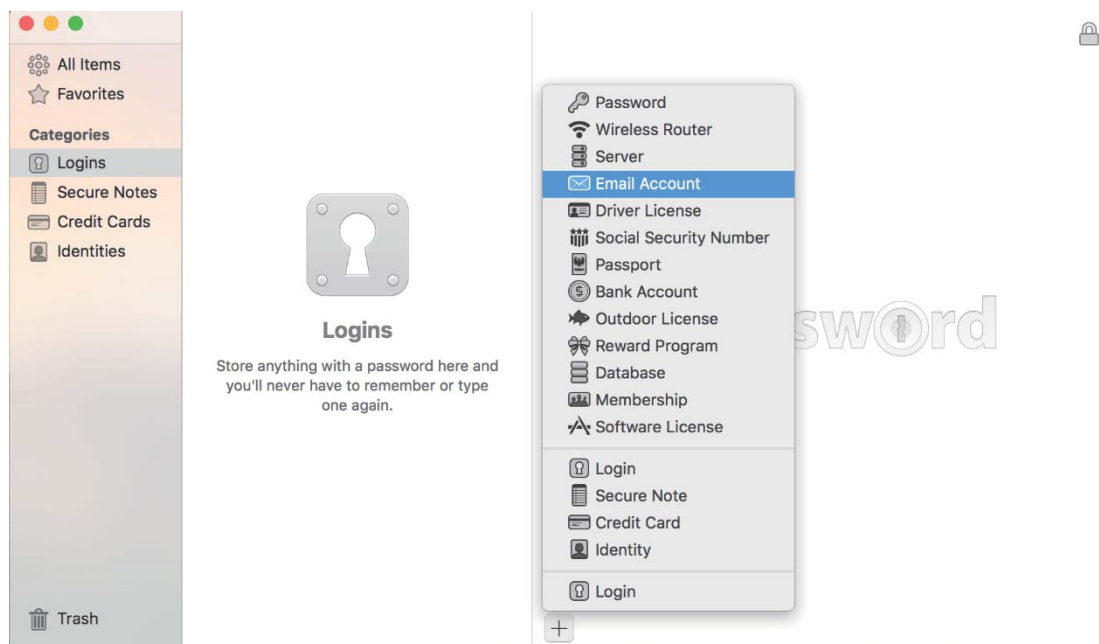 All Items
Favorites
Categories
Logins
Secure Notes
Credit Cards
Identities
Trash
Logins
Store anything with a password here and
you'll never have to remember or type
one again.
Password
Wireless Router
Server
Email Account
Driver License
Social Security Number
Passport
Bank Account
Outdoor License
Reward Program
Database
Membership
Software License
Login
Secure Note
Credit Card
Identity
Login
sword